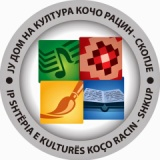 ЈУ ДОМ НА КУЛТУРА КОЧО РАЦИН - СКОПЈЕ
IP SHTËPIA E KULTURËS KOÇO RACIN - SHKUP